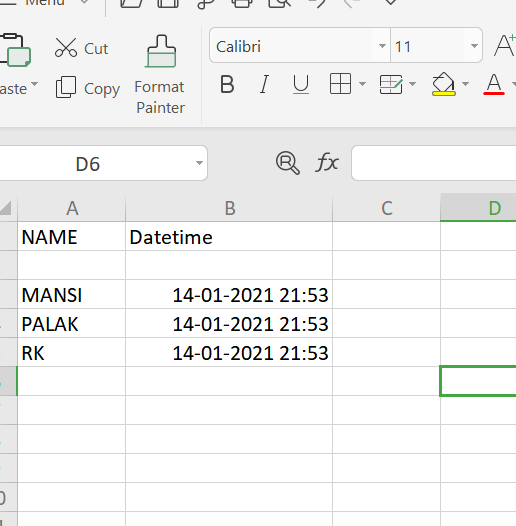 Menu
Cut
Calibri
11
A+
aste
Copy
Format
Painter
B I U
A
D6
fx
A B C D
NAME Datetime
MANSI 14-01-2021 21:53
PALAK 14-01-2021 21:53
RK 14-01-2021 21:53
0